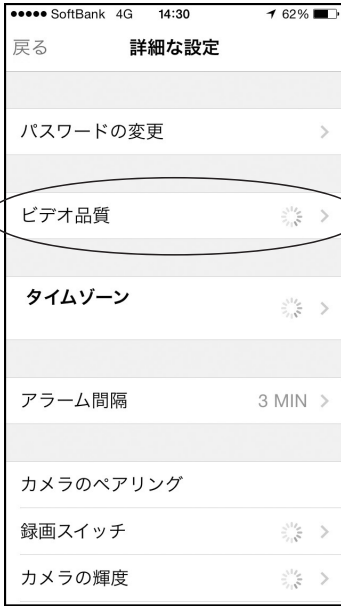 SoftBank 4G 14:30 62%
戻る 詳細な設定
パスワードの変更
ビデオ品質
タイムゾーン
アラーム間隔 3 MIN
カメラのペアリング
録画スイッチ
カメラの輝度